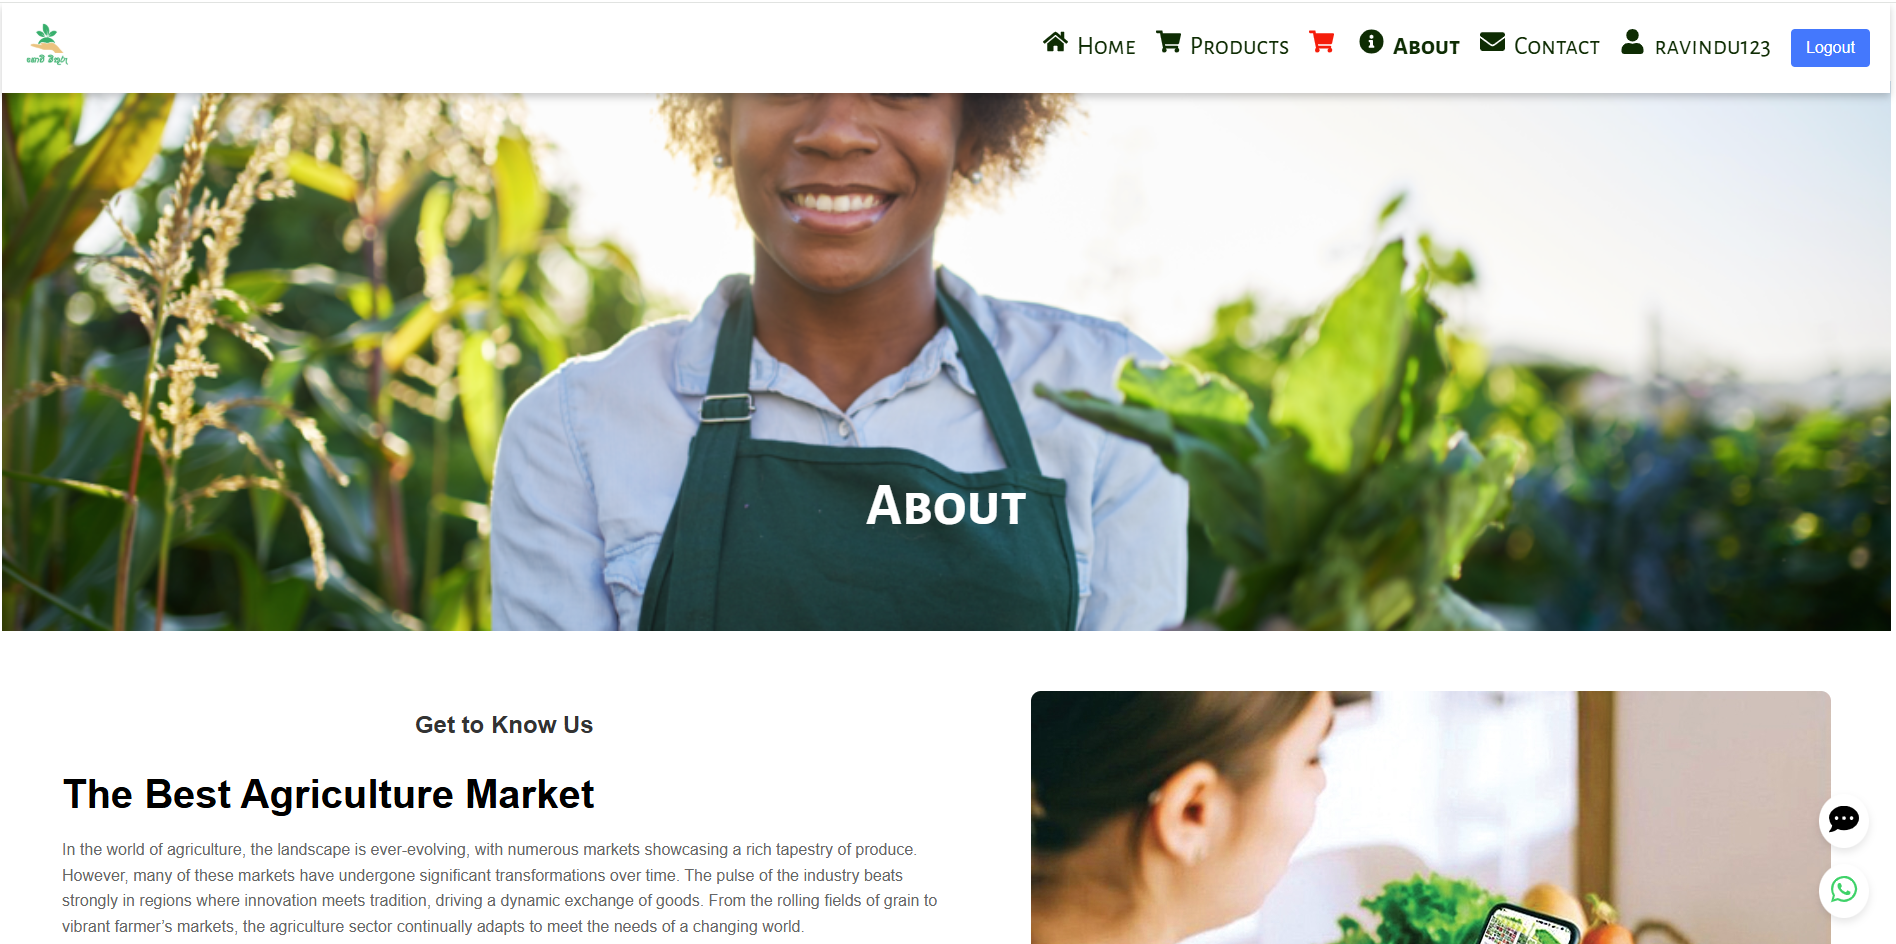 ගොවි මිතුරු
Home Products About Contact ravindu123 Logout
About
Get to Know Us
The Best Agriculture Market
In the world of agriculture, the landscape is ever-evolving, with numerous markets showcasing a rich tapestry of produce.
However, many of these markets have undergone significant transformations over time. The pulse of the industry beats
strongly in regions where innovation meets tradition, driving a dynamic exchange of goods. From the rolling fields of grain to
vibrant farmer’s markets, the agriculture sector continually adapts to meet the needs of a changing world.